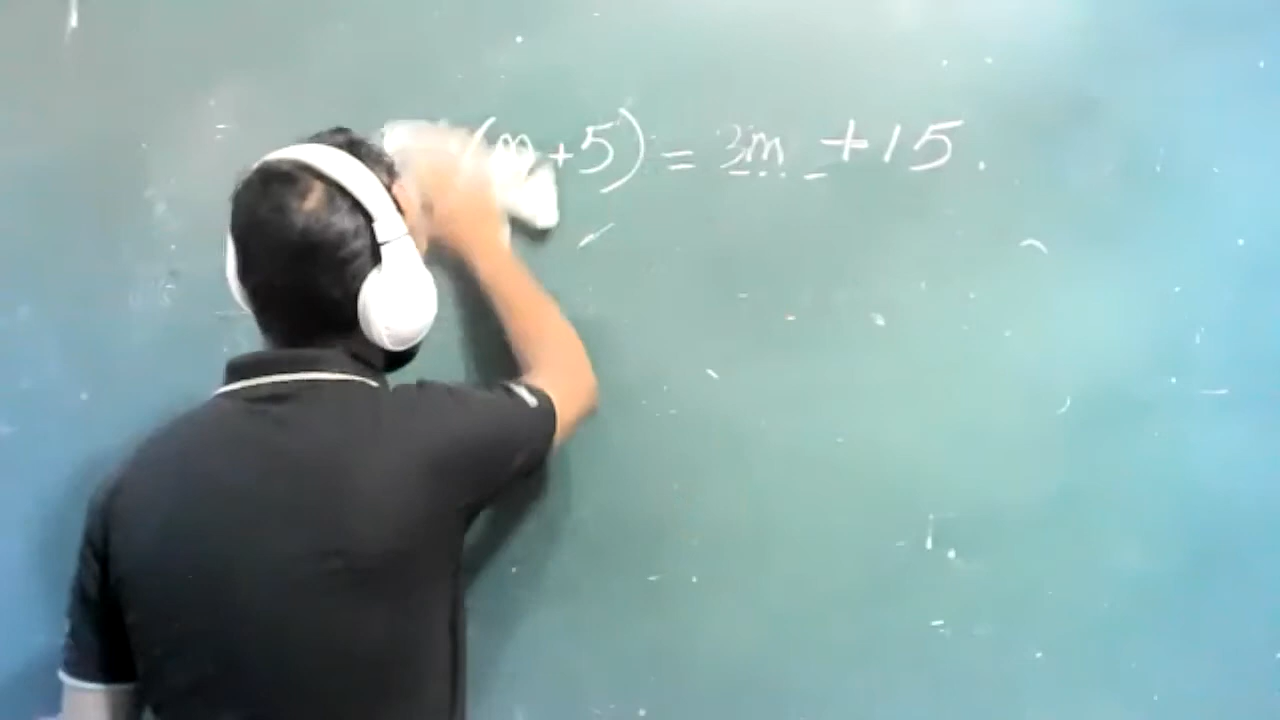 (m+5) = 3m + 15.